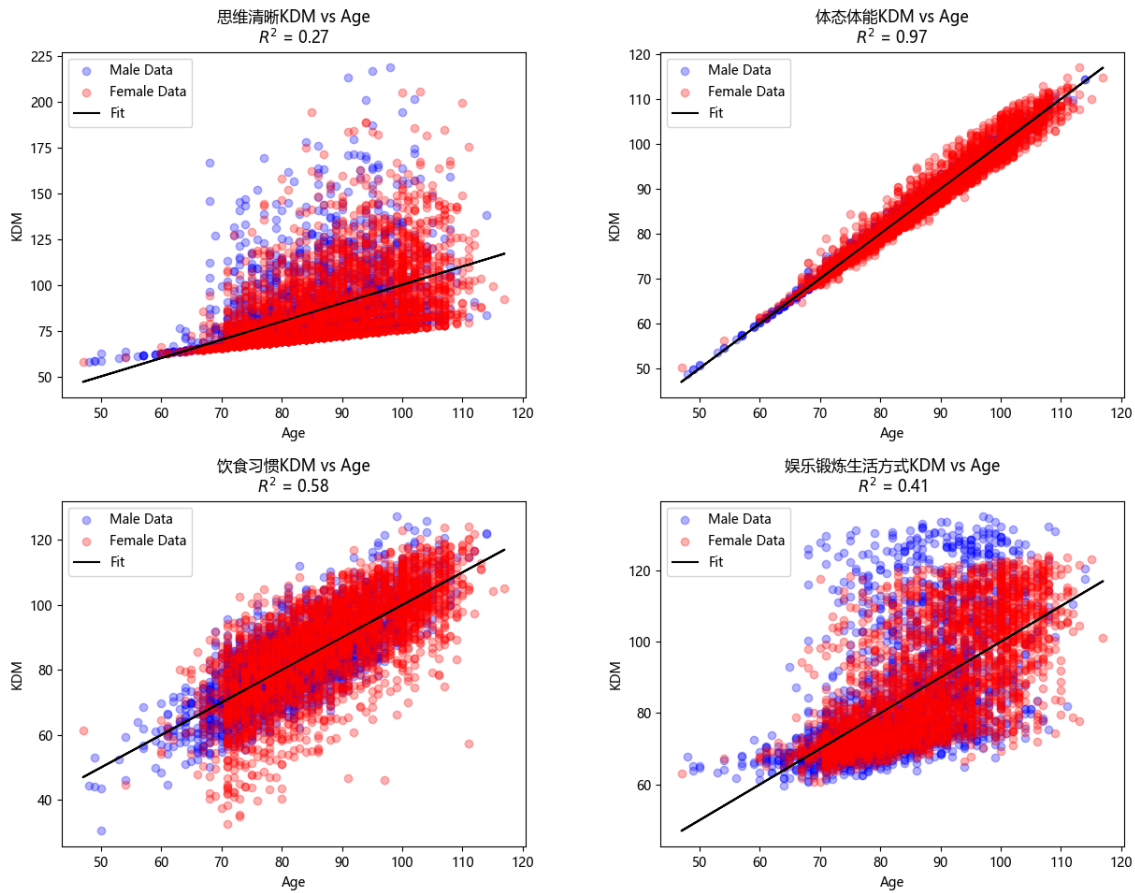 思维清晰KDM vs Age
R² = 0.27
225
200
175
150
125
100
75
50
KDM
Male Data
Female Data
Fit
50 60 70 80 90 100 110 120
Age
体态体能KDM vs Age
R² = 0.97
120
110
100
90
80
70
60
50
KDM
Male Data
Female Data
Fit
50 60 70 80 90 100 110 120
Age
饮食习惯KDM vs Age
R² = 0.58
120
100
80
60
40
KDM
Male Data
Female Data
Fit
50 60 70 80 90 100 110 120
Age
娱乐锻炼生活方式KDM vs Age
R² = 0.41
120
100
80
60
KDM
Male Data
Female Data
Fit
50 60 70 80 90 100 110 120
Age